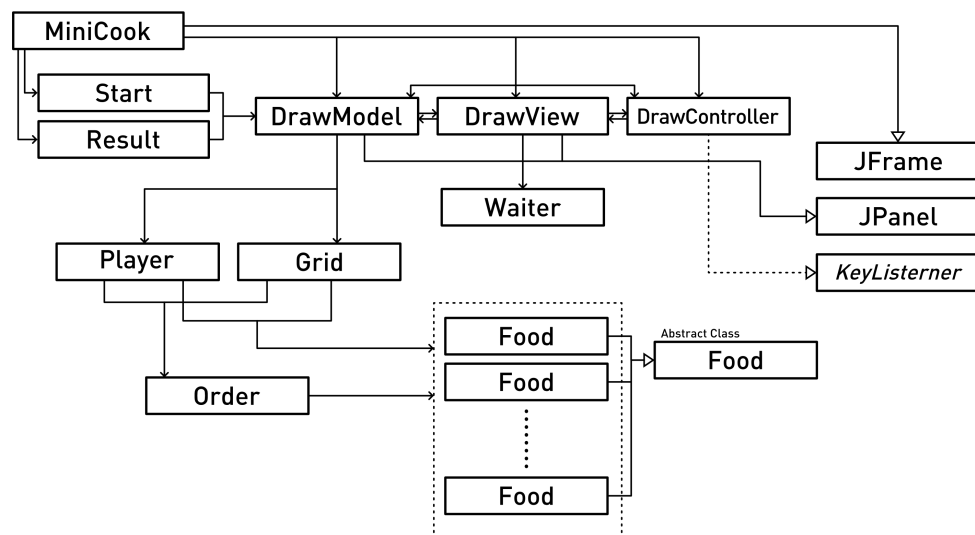 MiniCook
Start
Result
DrawModel
DrawView
DrawController
JFrame
JPanel
KeyListerner
Waiter
Player
Grid
Order
Food
Food
Food
Abstract Class
Food